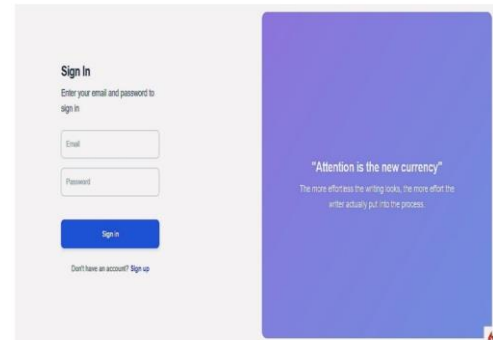 Sign In
Enter your email and password to
sign in
Email
Password
Sign in
Don't have an account? Sign up
"Attention is the new currency"
The more effortless the writing looks, the more effort the
writer actually put into the process.